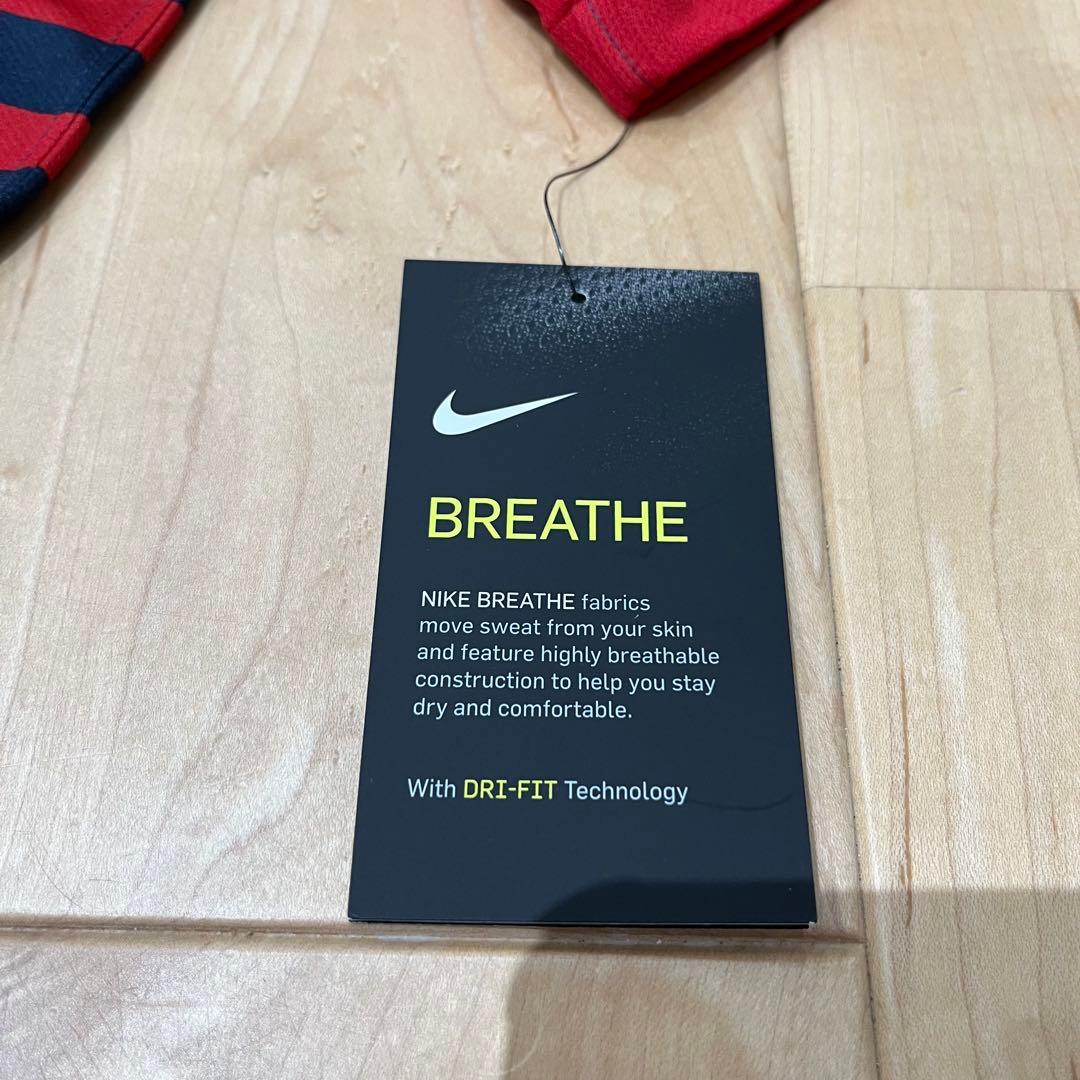 BREATHE
NIKE BREATHE fabrics
move sweat from your skin
and feature highly breathable
construction to help you stay
dry and comfortable.
With DRI-FIT Technology